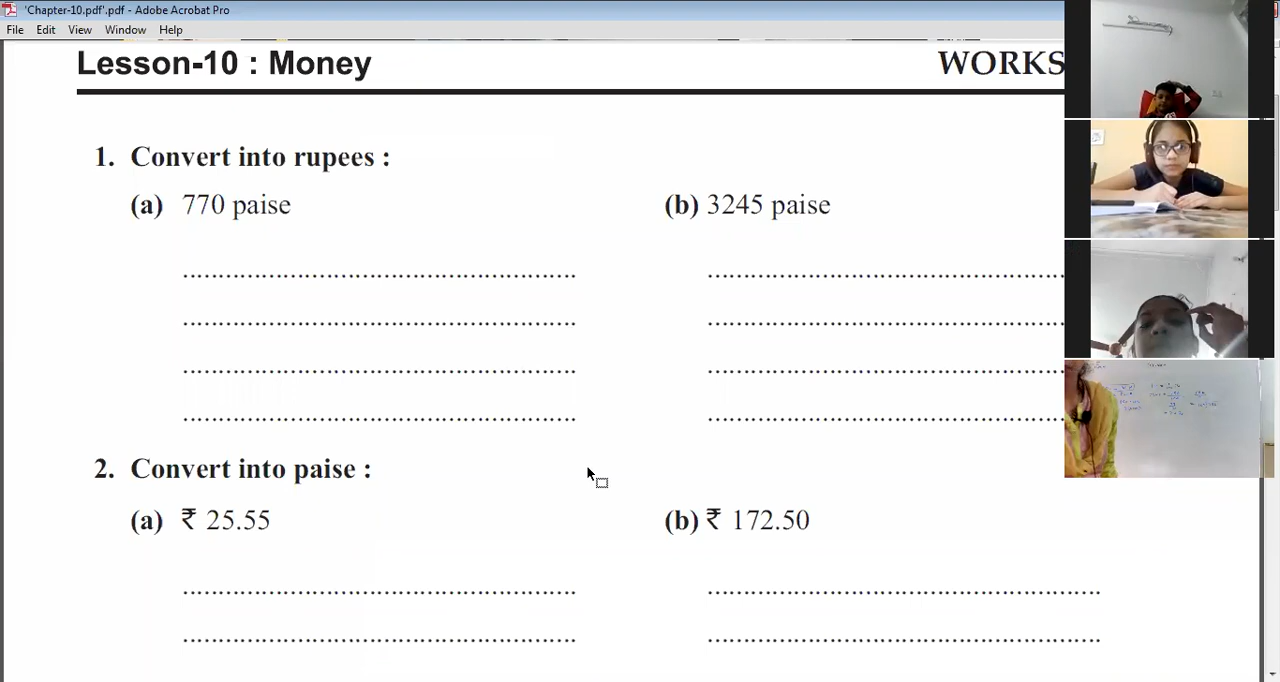 'Chapter-10.pdf'.pdf - Adobe Acrobat Pro
File Edit View Window Help
Lesson-10 : Money WORKS
1. Convert into rupees :
(a) 770 paise (b) 3245 paise
2. Convert into paise :
(a) ₹ 25.55 (b) ₹ 172.50